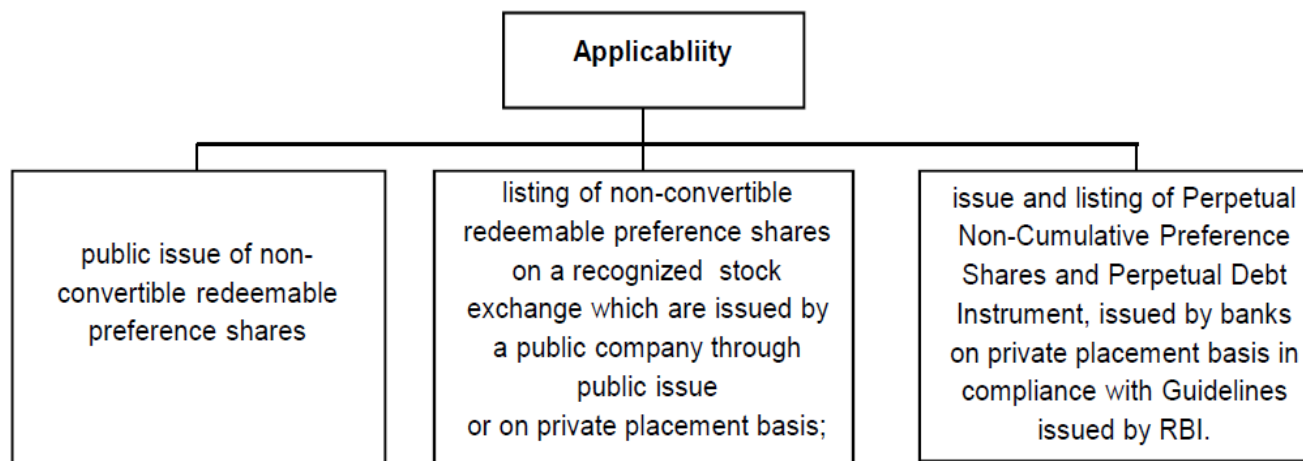 Applicabliity
public issue of non-
convertible redeemable
preference shares
listing of non-convertible
redeemable preference shares
on a recognized stock
exchange which are issued by
a public company through
public issue
or on private placement basis;
issue and listing of Perpetual
Non-Cumulative Preference
Shares and Perpetual Debt
Instrument, issued by banks
on private placement basis in
compliance with Guidelines
issued by RBI.